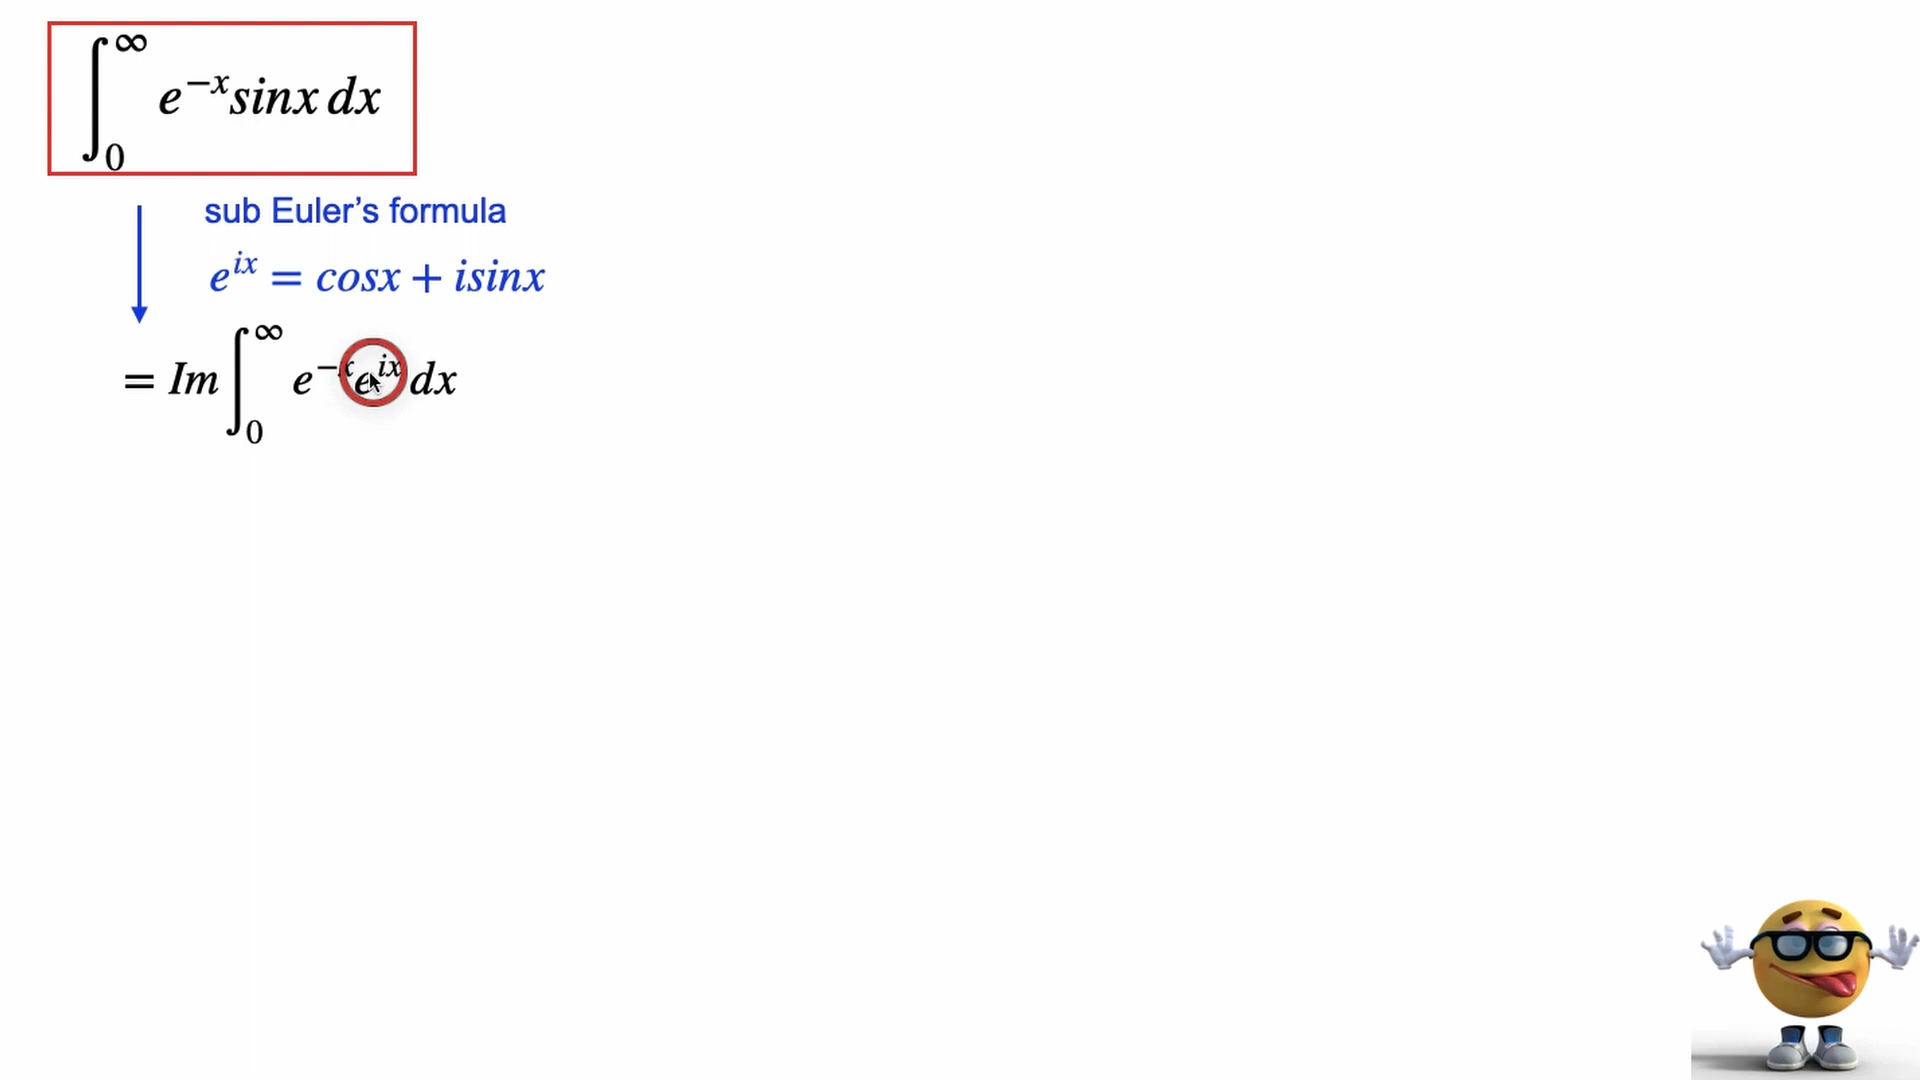 ∫₀^∞ e^{−x} sinx dx
sub Euler’s formula
e^{ix} = cosx + isinx
= Im ∫₀^∞ e^{−x} e^{ix} dx